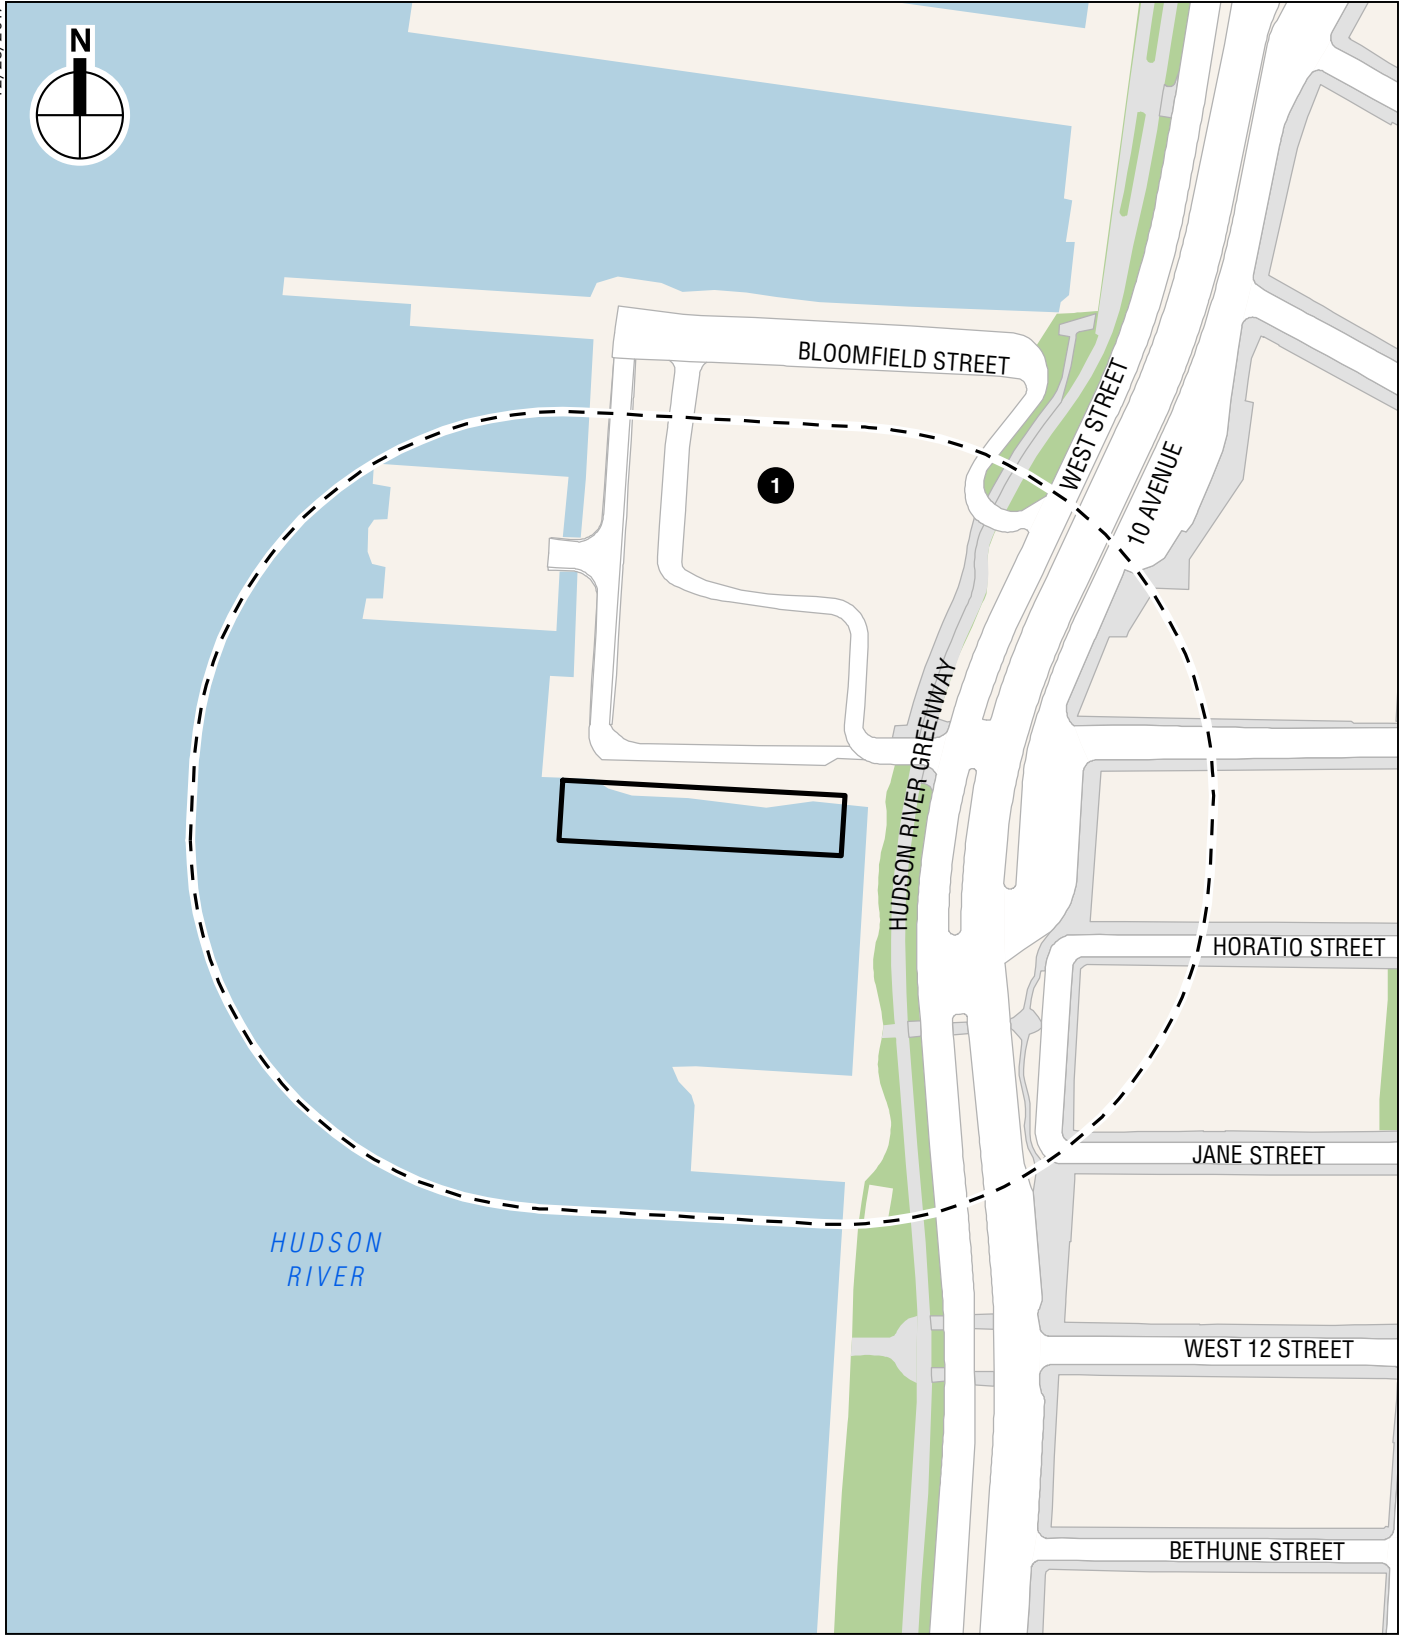 N
BLOOMFIELD STREET
WEST STREET
10 AVENUE
1
HUDSON RIVER GREENWAY
HORATIO STREET
JANE STREET
HUDSON
RIVER
WEST 12 STREET
BETHUNE STREET